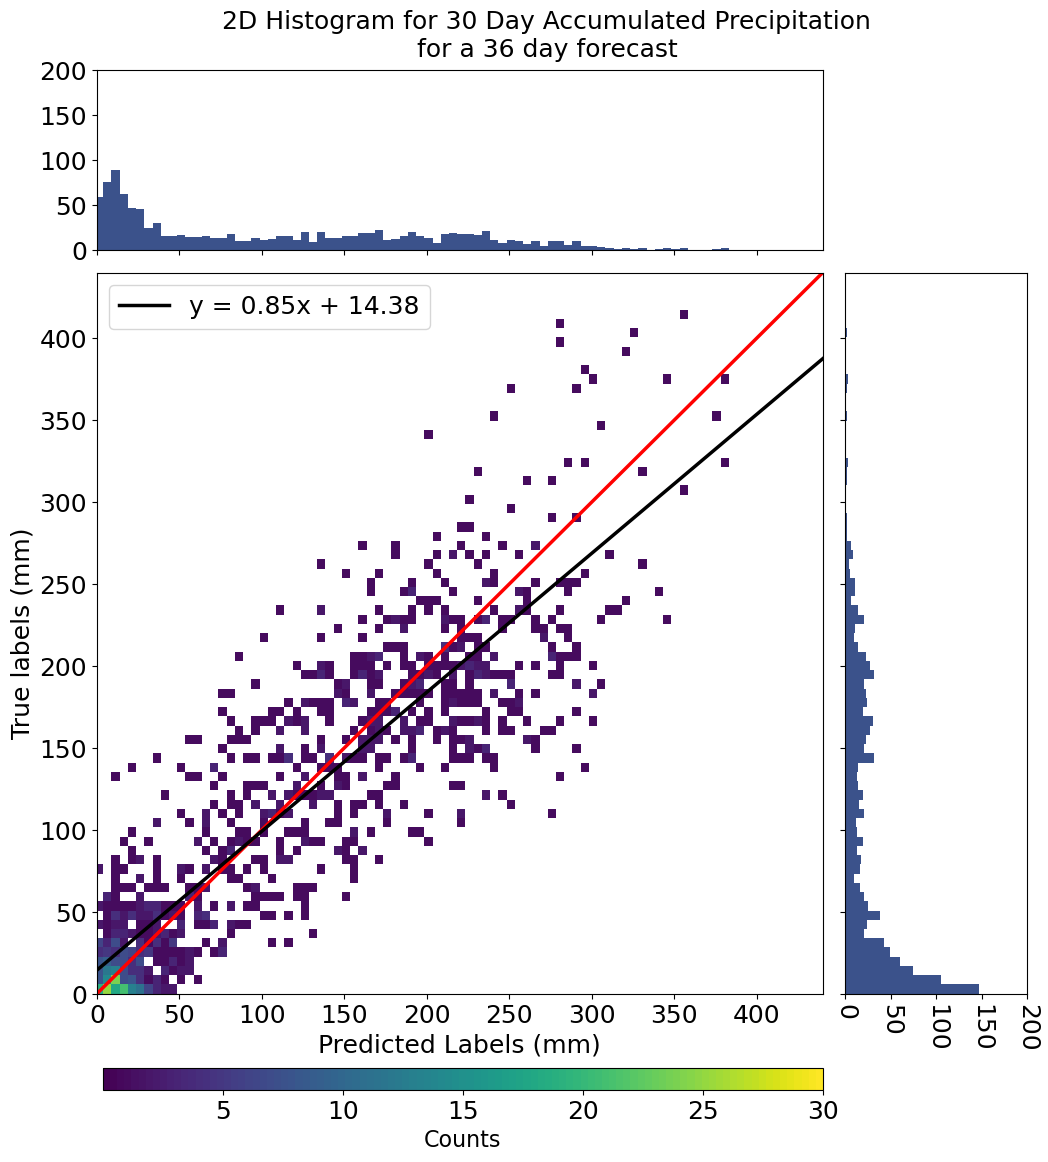 2D Histogram for 30 Day Accumulated Precipitation
for a 36 day forecast
200
150
100
50
0
y = 0.85x + 14.38
400
350
300
250
200
150
100
50
0
True labels (mm)
0 50 100 150 200 250 300 350 400
Predicted Labels (mm)
0 50 100 150 200
5 10 15 20 25 30
Counts